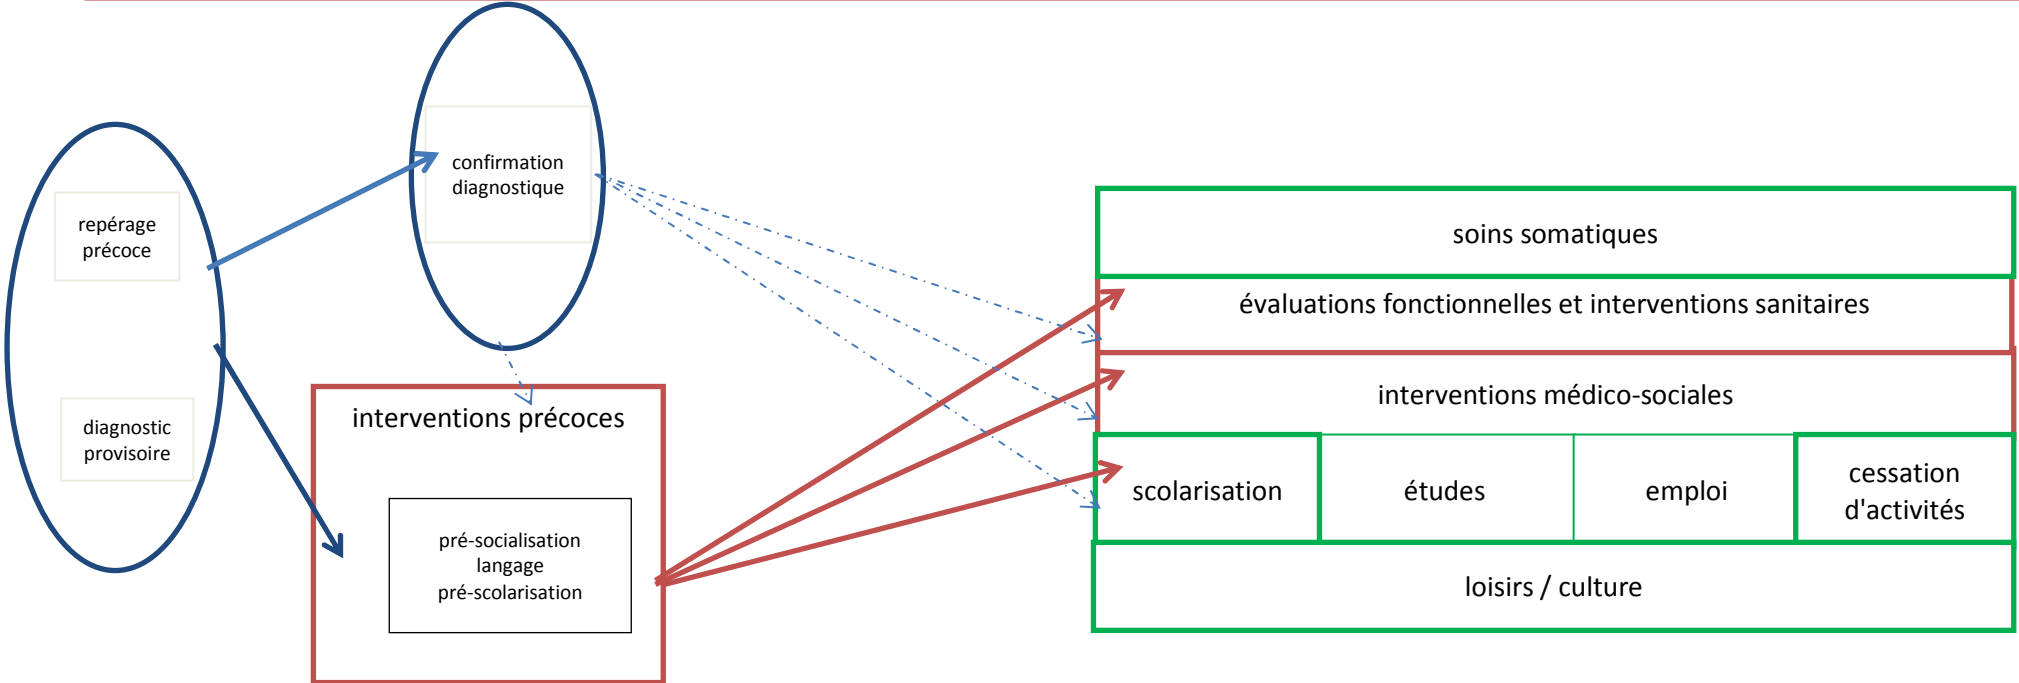 repérage
précoce
diagnostic
provisoire
confirmation
diagnostique
interventions précoces
pré-socialisation
langage
pré-scolarisation
soins somatiques
évaluations fonctionnelles et interventions sanitaires
interventions médico-sociales
scolarisation
études
emploi
cessation
d'activités
loisirs / culture